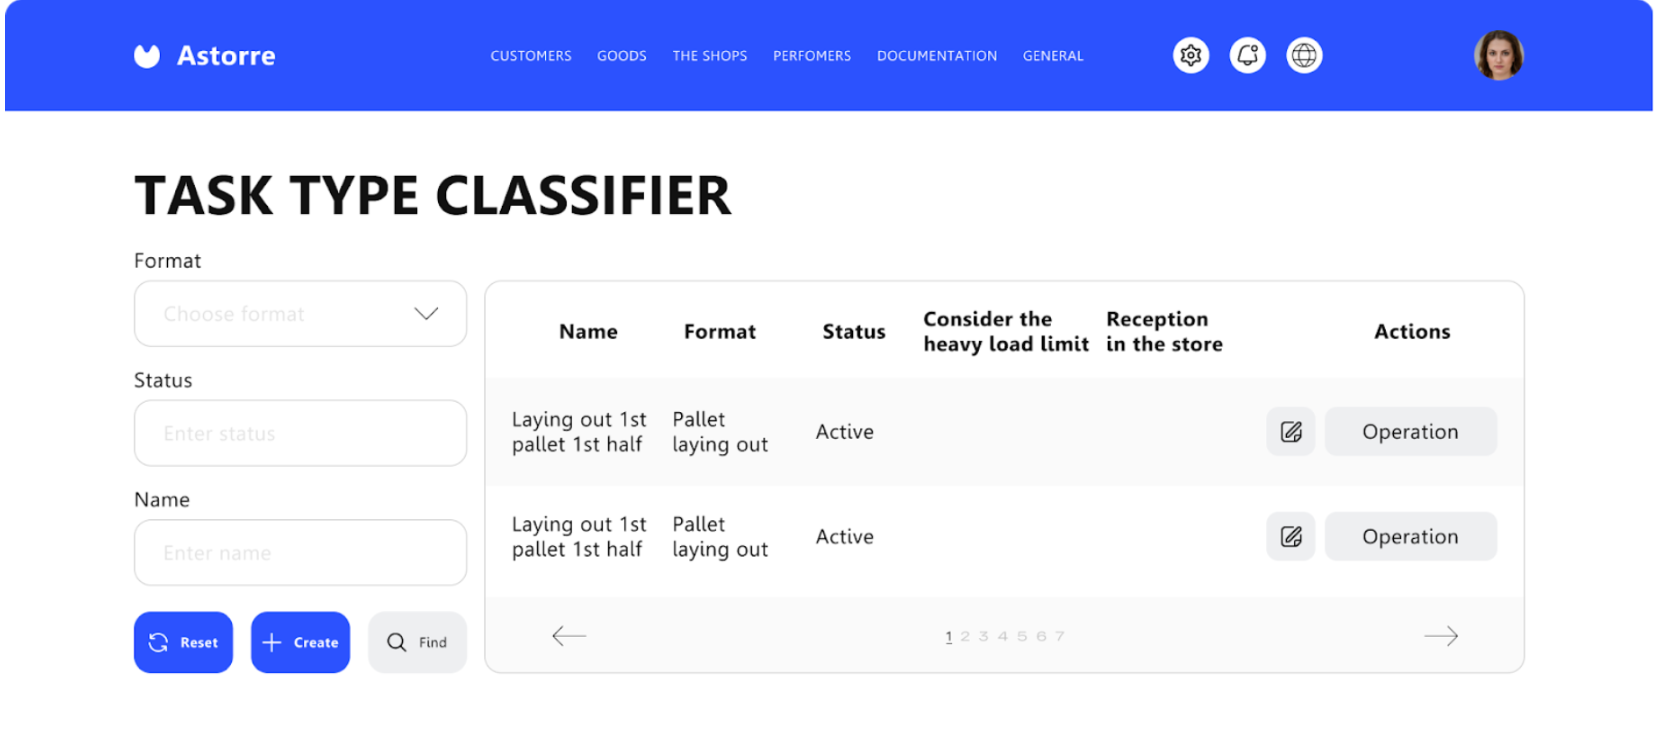 Astorre
CUSTOMERS GOODS THE SHOPS PERFOMERS DOCUMENTATION GENERAL
TASK TYPE CLASSIFIER
Format
Choose format
Status
Enter status
Name
Enter name
Reset Create Find
Name Format Status Consider the heavy load limit Reception in the store Actions
Laying out 1st pallet 1st half Pallet laying out Active Operation
Laying out 1st pallet 1st half Pallet laying out Active Operation
1 2 3 4 5 6 7